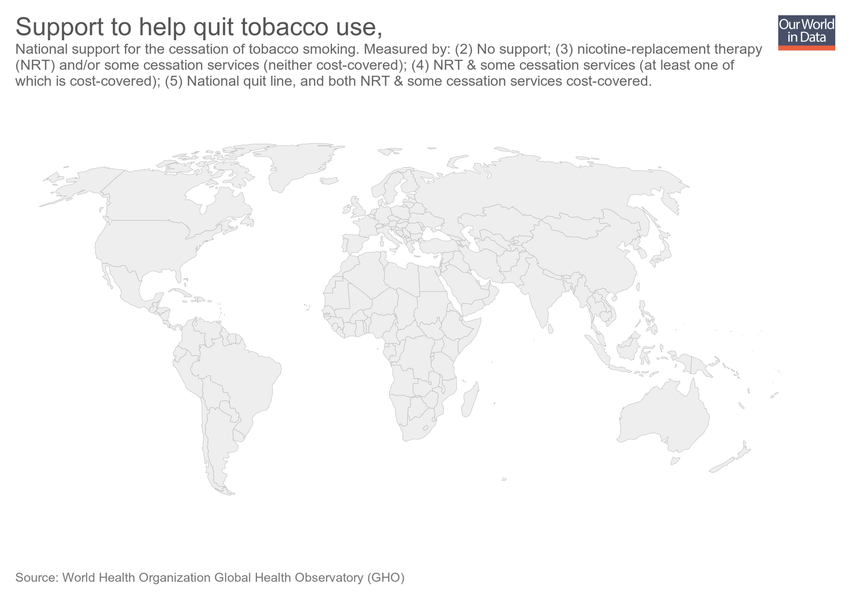 Support to help quit tobacco use,
Our World
in Data
National support for the cessation of tobacco smoking. Measured by: (2) No support; (3) nicotine-replacement therapy
(NRT) and/or some cessation services (neither cost-covered); (4) NRT & some cessation services (at least one of
which is cost-covered); (5) National quit line, and both NRT & some cessation services cost-covered.
Source: World Health Organization Global Health Observatory (GHO)